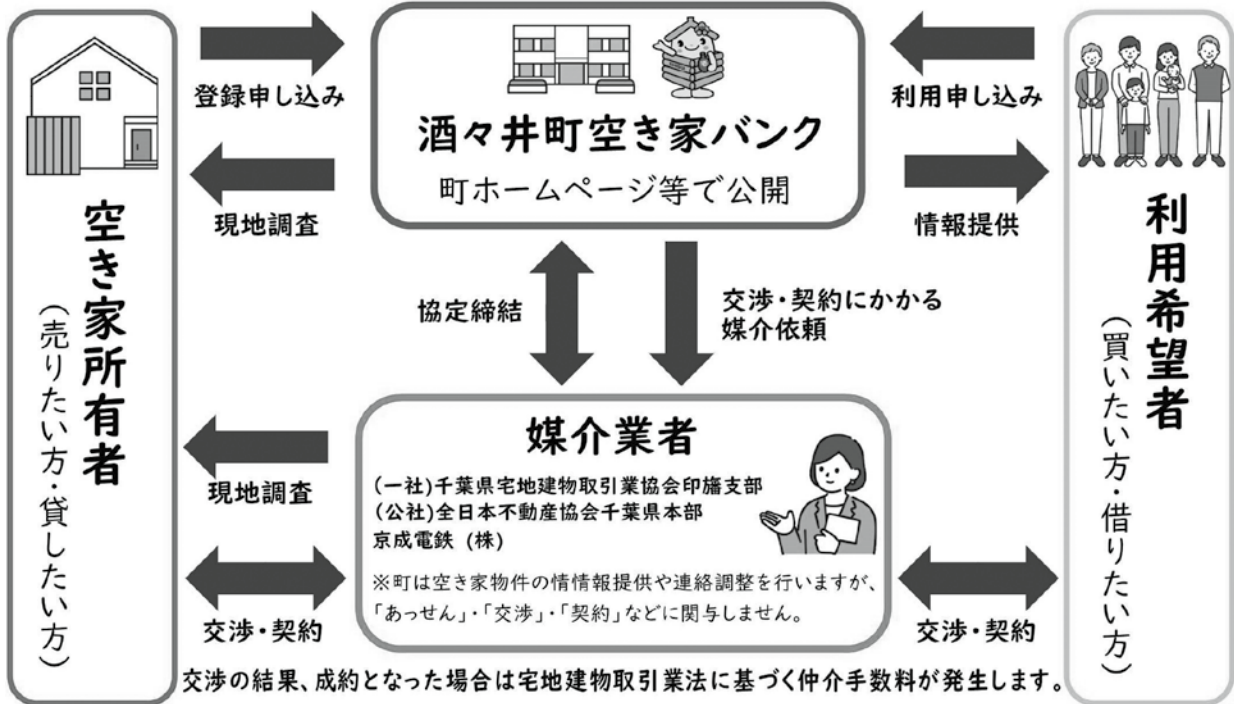 登録申し込み
現地調査
空き家所有者
(売りたい方・貸したい方)
酒々井町空き家バンク
町ホームページ等で公開
利用申し込み
情報提供
利用希望者
(買いたい方・借りたい方)
協定締結
交渉・契約にかかる
媒介依頼
媒介業者
(一社)千葉県宅地建物取引業協会印旛支部
(公社)全日本不動産協会千葉県本部
京成電鉄 (株)
※町は空き家物件の情情報提供や連絡調整を行いますが、
「あっせん」・「交渉」・「契約」などに関与しません。
現地調査
交渉・契約
交渉・契約
交渉の結果、成約となった場合は宅地建物取引業法に基づく仲介手数料が発生します。